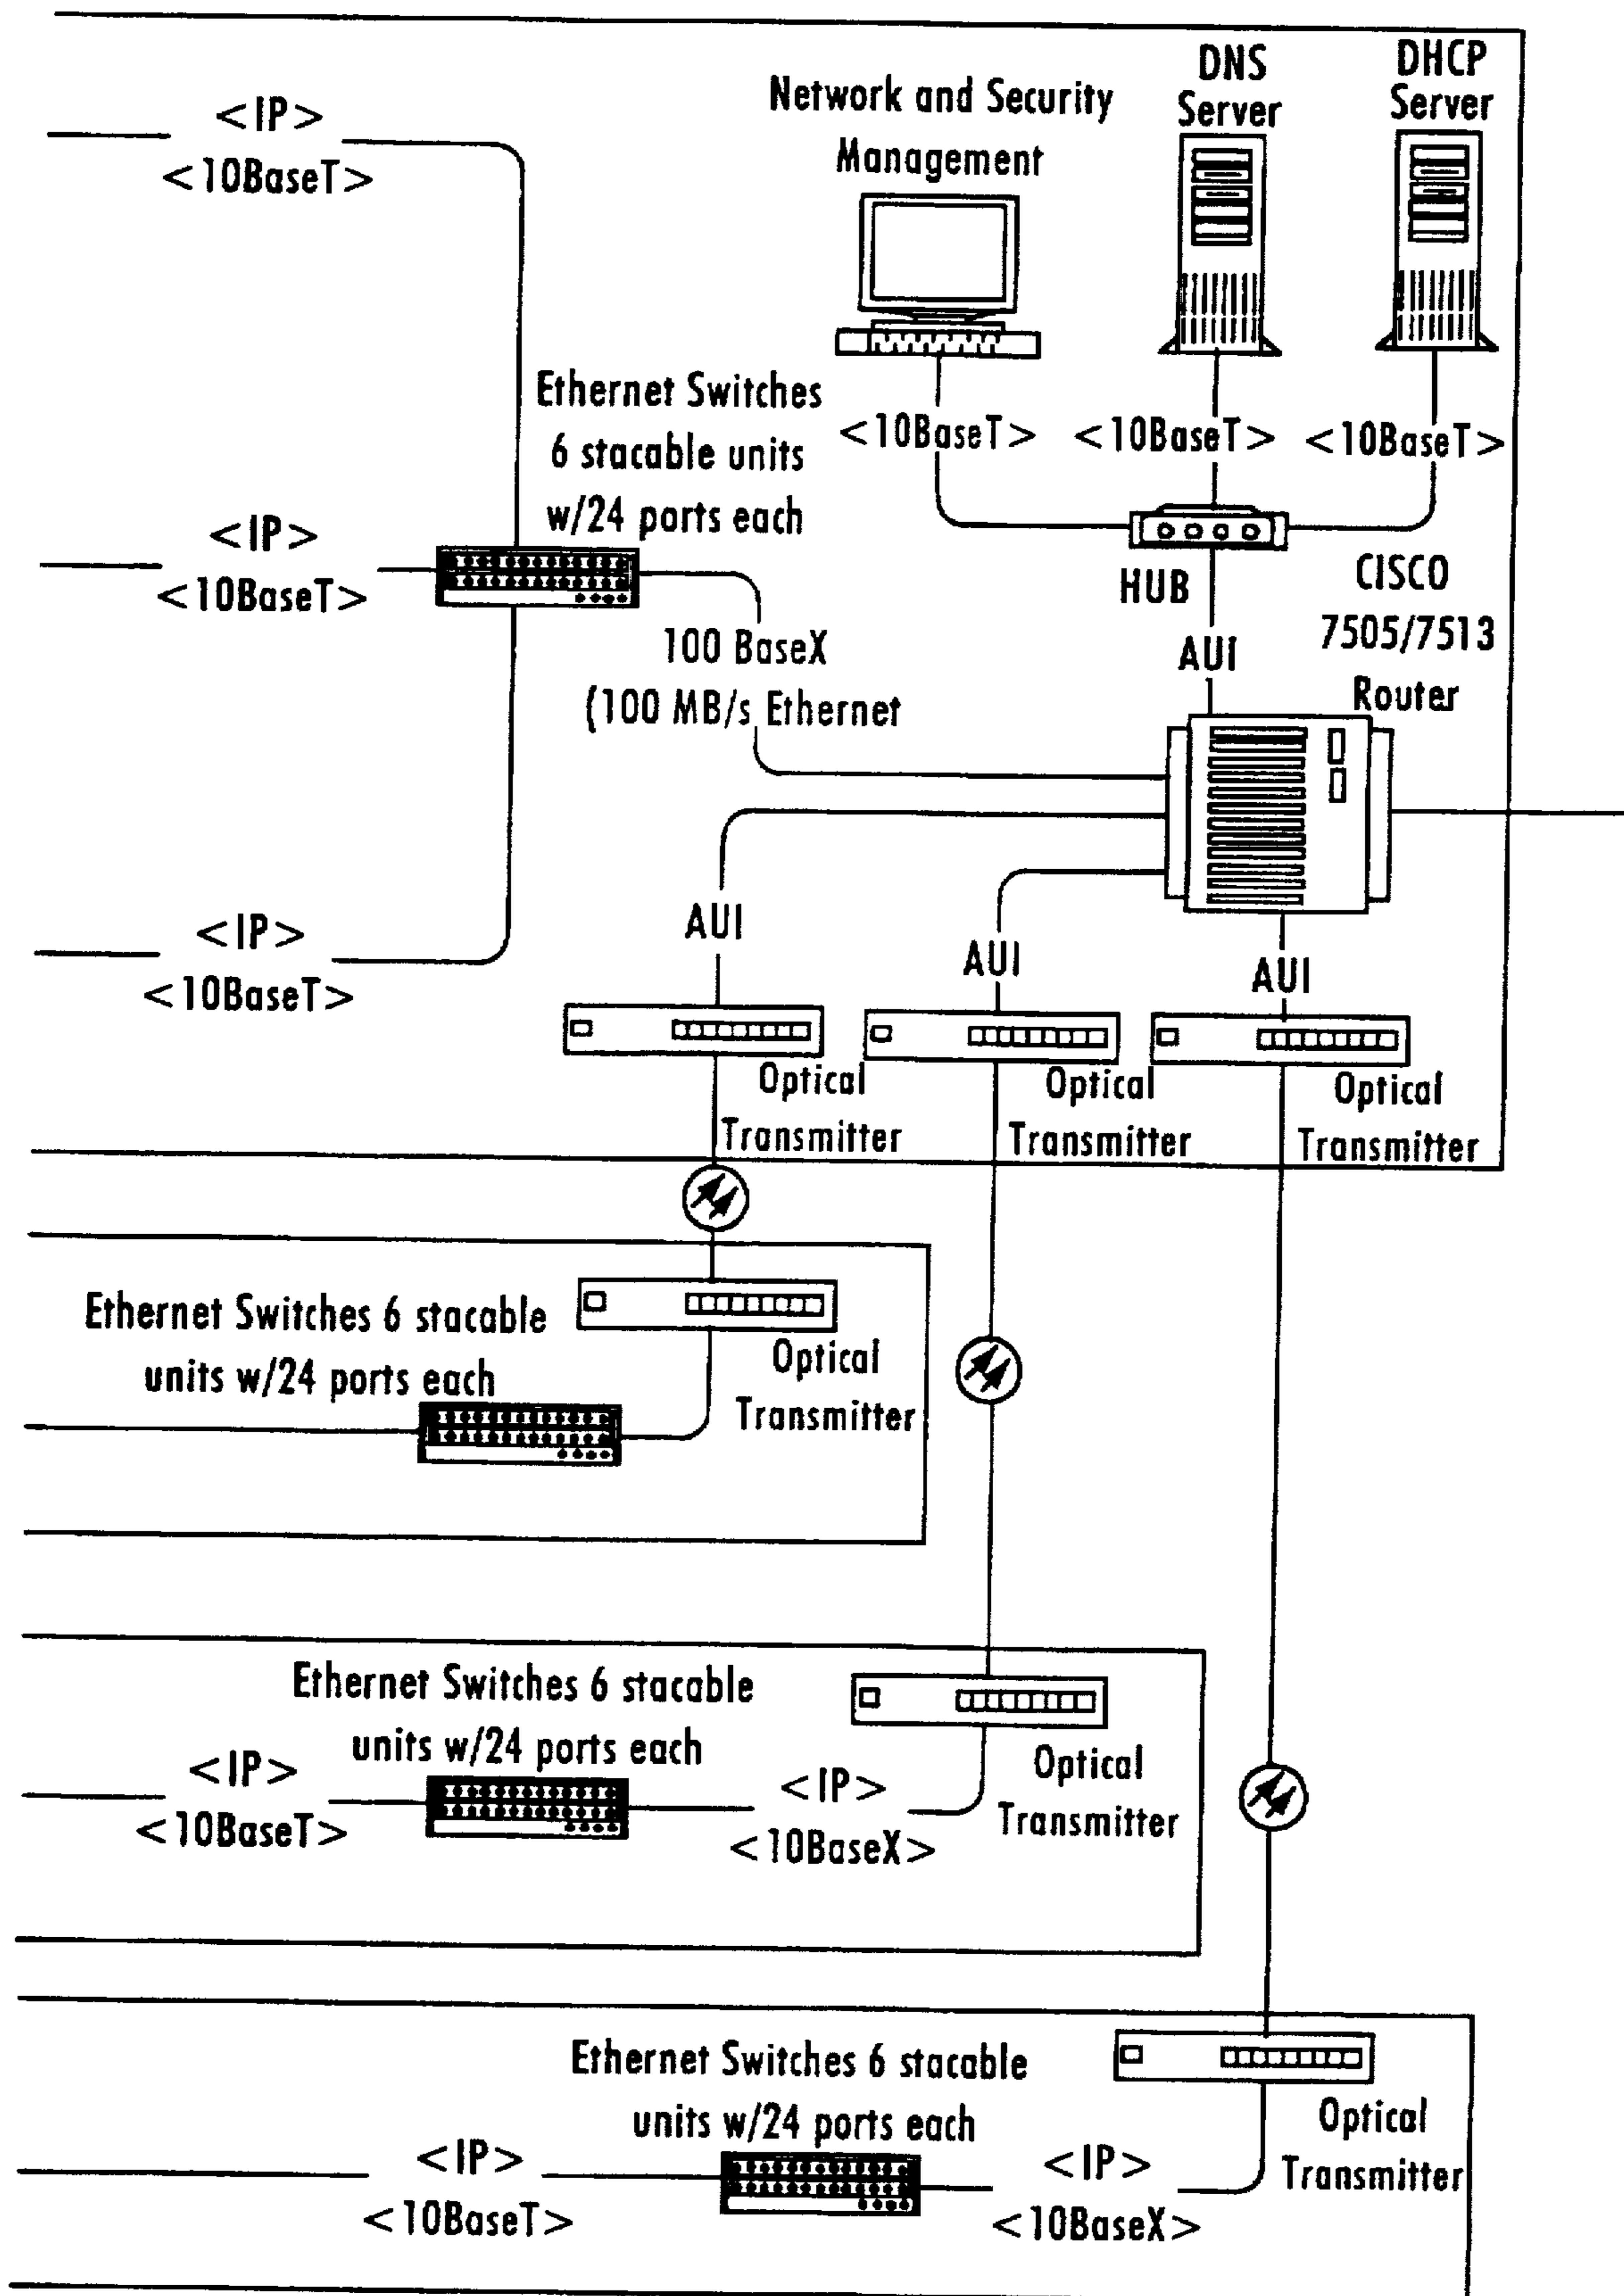 <IP>
<10BaseT>
Network and Security
Management
DNS
Server
DHCP
Server
Ethernet Switches
6 stacable units
w/24 ports each
<10BaseT>
<10BaseT>
<10BaseT>
<IP>
<10BaseT>
HUB
CISCO
7505/7513
Router
AUI
100 BaseX
(100 MB/s Ethernet
<IP>
<10BaseT>
AUI
AUI
AUI
Optical
Transmitter
Optical
Transmitter
Optical
Transmitter
Ethernet Switches 6 stacable
units w/24 ports each
Optical
Transmitter
Ethernet Switches 6 stacable
units w/24 ports each
<IP>
<10BaseT>
<IP>
<10BaseX>
Optical
Transmitter
Ethernet Switches 6 stacable
units w/24 ports each
<IP>
<10BaseT>
<IP>
<10BaseX>
Optical
Transmitter